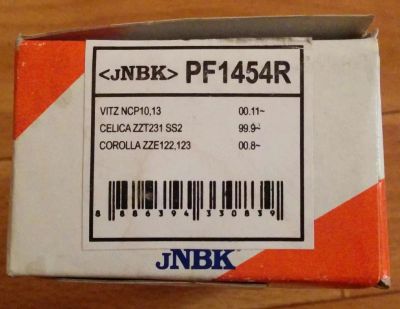 <JNBK> PF1454R
VITZ NCP10,13 00.11~
CELICA ZZT231 SS2 99.9~
COROLLA ZZE122,123 00.8~
8 886394 330839
JNBK